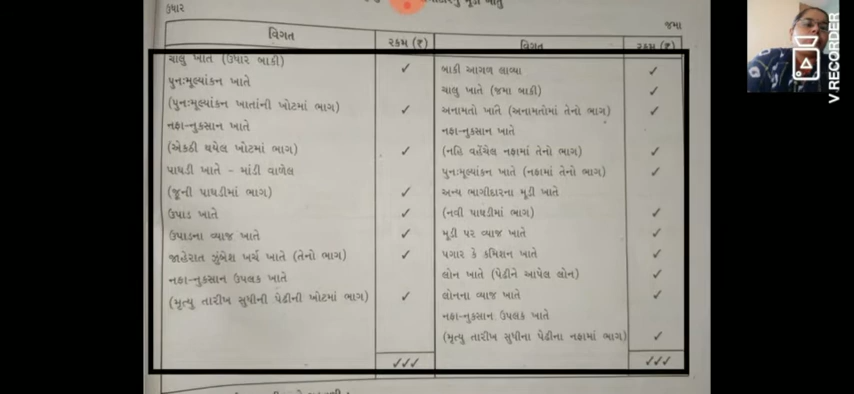 ઉધાર
જમા
વિગત
રકમ (₹)
વિગત
રકમ (₹)
ચાલુ ખાતે (ઉધાર બાકી) ✓
પુનઃમૂલ્યાંકન ખાતે
(પુનઃમૂલ્યાંકન ખાતાની ખોટમાં ભાગ) ✓
નફા-નુકસાન ખાતે
(એકઠી થયેલ ખોટમાં ભાગ) ✓
પાઘડી ખાતે - માંડી વાળેલ
(જૂની પાઘડીમાં ભાગ) ✓
ઉપાડ ખાતે ✓
ઉપાડના વ્યાજ ખાતે ✓
જાહેરાત ઝુંબેશ ખર્ચ ખાતે (તેનો ભાગ) ✓
નફા-નુકસાન ઉપલક ખાતે
(મૃત્યુ તારીખ સુધીની પેઢીની ખોટમાં ભાગ) ✓
✓✓✓
બાકી આગળ લાવ્યા ✓
ચાલુ ખાતે (જમા બાકી) ✓
અનામતો ખાતે (અનામતોમાં તેનો ભાગ) ✓
નફા-નુકસાન ખાતે
(નહિ વહેંચેલ નફામાં તેનો ભાગ) ✓
પુનઃમૂલ્યાંકન ખાતે (નફામાં તેનો ભાગ) ✓
અન્ય ભાગીદારના મૂડી ખાતે
(નવી પાઘડીમાં ભાગ) ✓
મૂડી પર વ્યાજ ખાતે ✓
પગાર કે કમિશન ખાતે ✓
લોન ખાતે (પેઢીને આપેલ લોન) ✓
લોનના વ્યાજ ખાતે ✓
નફા-નુકસાન ઉપલક ખાતે
(મૃત્યુ તારીખ સુધીના પેઢીના નફામાં ભાગ) ✓
✓✓✓
V RECORDER